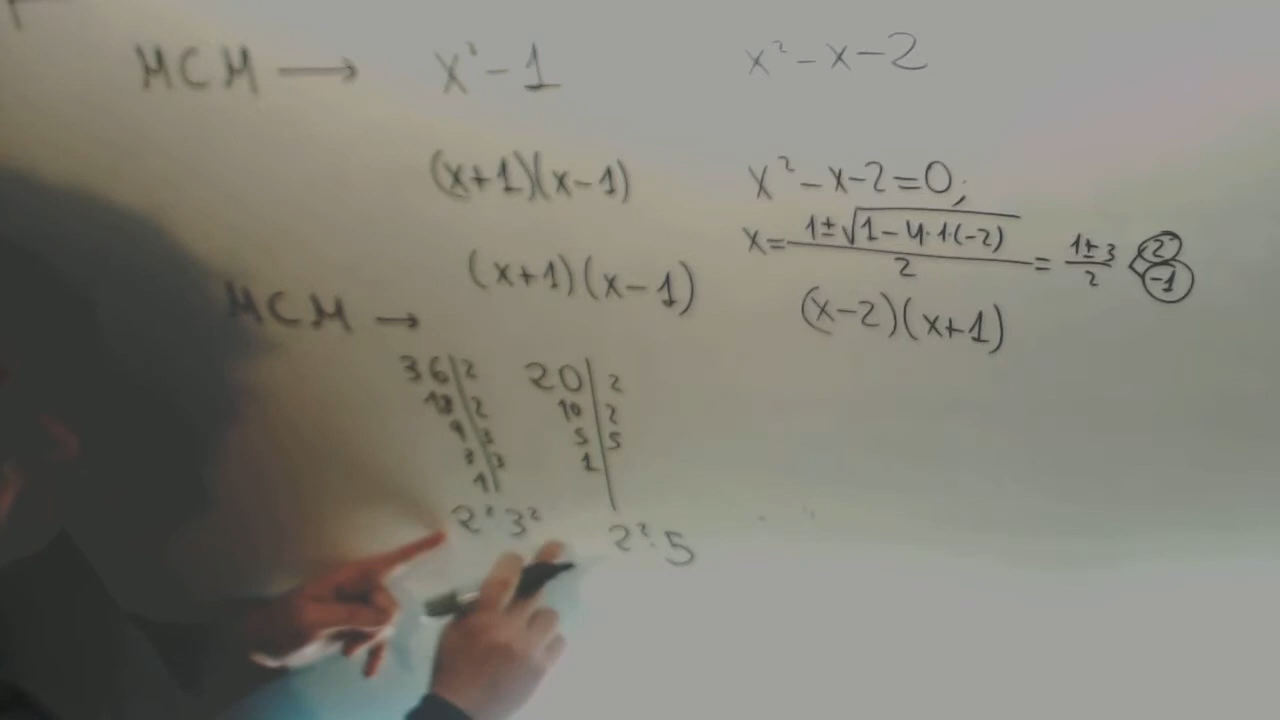 MCM → x² - 1 x² - x - 2
(x+1)(x-1) x² - x - 2 = 0;
x = (1 ± √(1 - 4·1·(-2)))/2 = (1 ± 3)/2 < 2 -1
(x+1)(x-1) (x-2)(x+1)
MCM →
36|2 20|2
18|2 10|2
9|3 5|5
3|3 1
1
2² 3² 2²·5